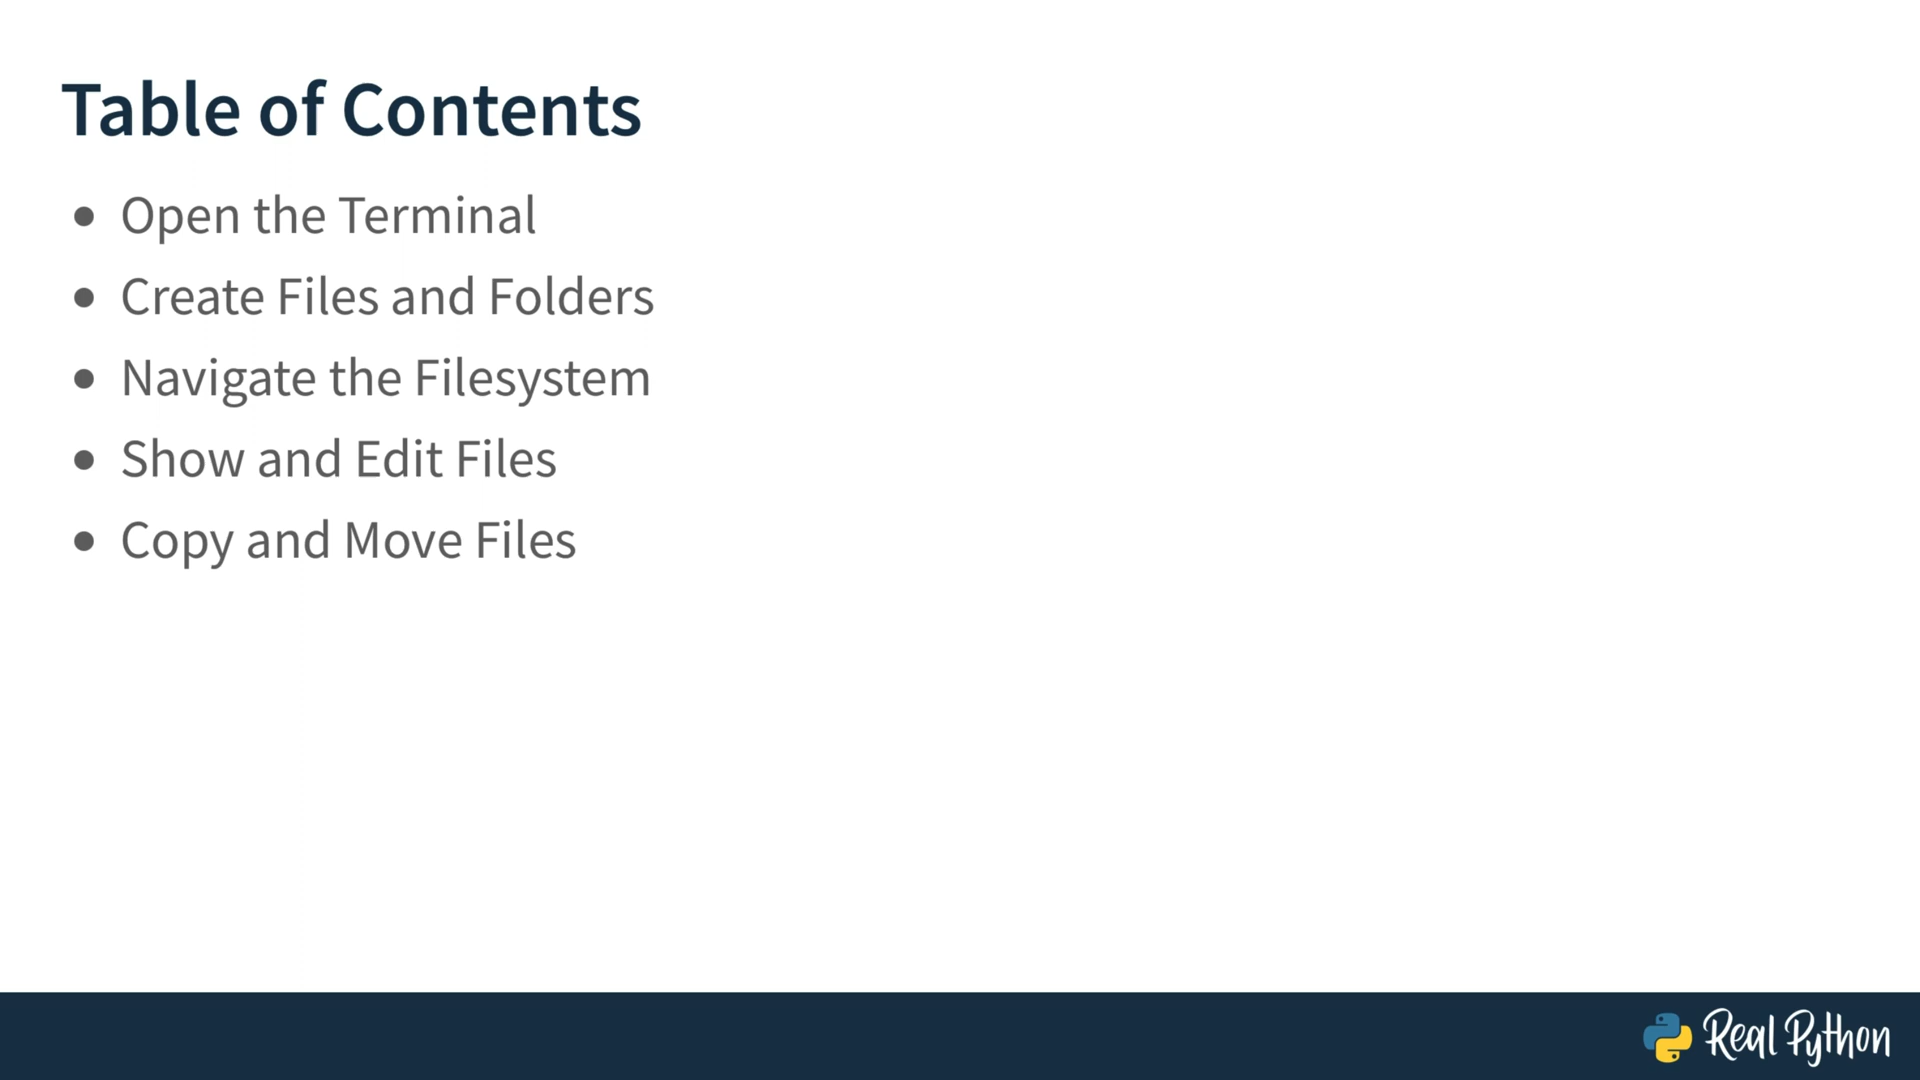 Table of Contents
• Open the Terminal
• Create Files and Folders
• Navigate the Filesystem
• Show and Edit Files
• Copy and Move Files
Real Python